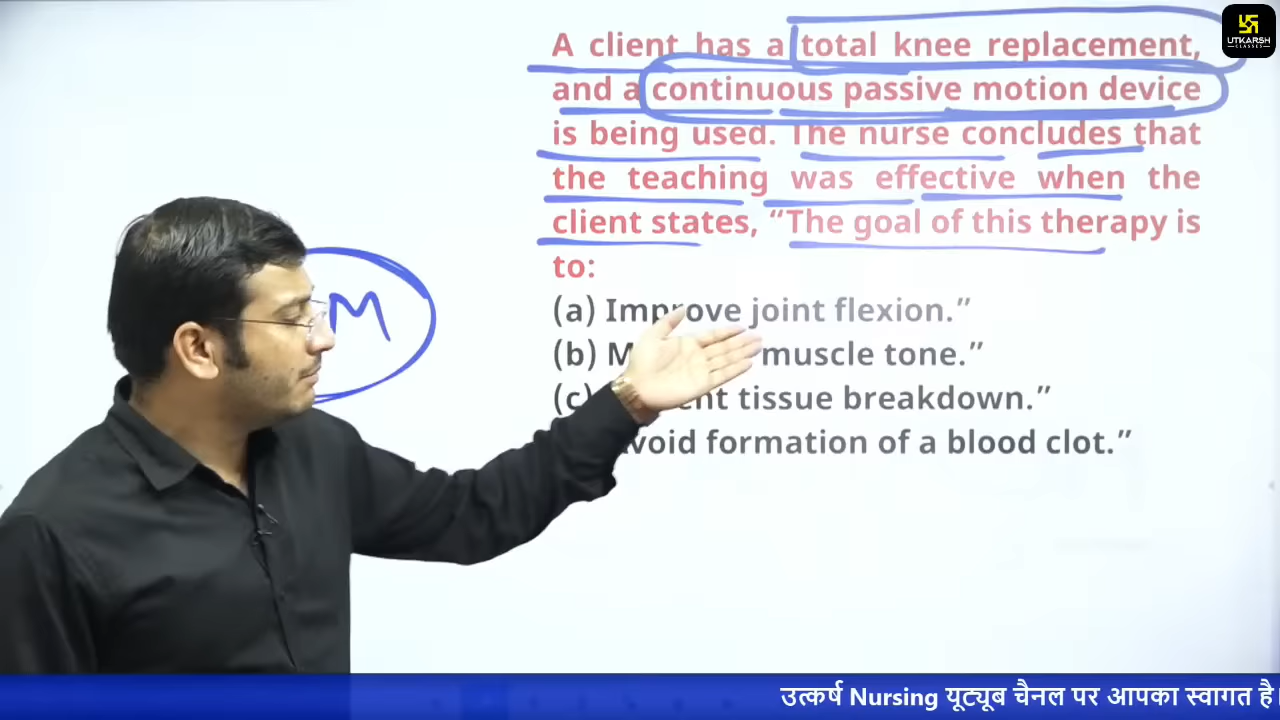 UTKARSH
CLASSES
A client has a total knee replacement,
and a continuous passive motion device
is being used. The nurse concludes that
the teaching was effective when the
client states, “The goal of this therapy is
to:
(a) Improve joint flexion.”
(b) muscle tone.”
(c) tissue breakdown.”
formation of a blood clot.”
M
उत्कर्ष Nursing यूट्यूब चैनल पर आपका स्वागत है